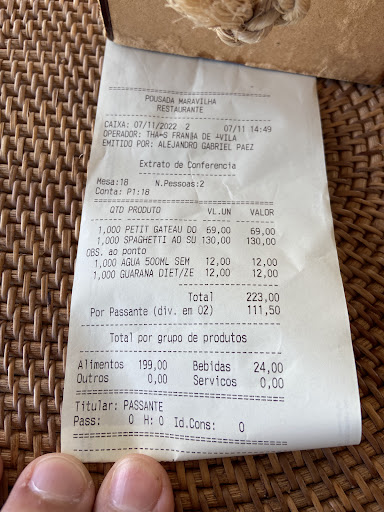 POUSADA MARAVILHA
RESTAURANTE
CAIXA: 07/11/2022 2 07/11 14:49
OPERADOR: THA=S FRAN§A DE -VILA
EMITIDO POR: ALEJANDRO GABRIEL PAEZ
Extrato de Conferencia
Mesa:18 N.Pessoas:2
Conta: P1:18
QTD PRODUTO VL.UN VALOR
1,000 PETIT GATEAU DO 69,00 69,00
1,000 SPAGHETTI AO SU 130,00 130,00
OBS. ao ponto
1,000 AGUA 500ML SEM 12,00 12,00
1,000 GUARANA DIET/ZE 12,00 12,00
Total 223,00
Por Passante (div. em 02) 111,50
Total por grupo de produtos
Alimentos 199,00 Bebidas 24,00
Outros 0,00 Servicos 0,00
Titular: PASSANTE
Pass: 0 H: 0 Id.Cons: 0